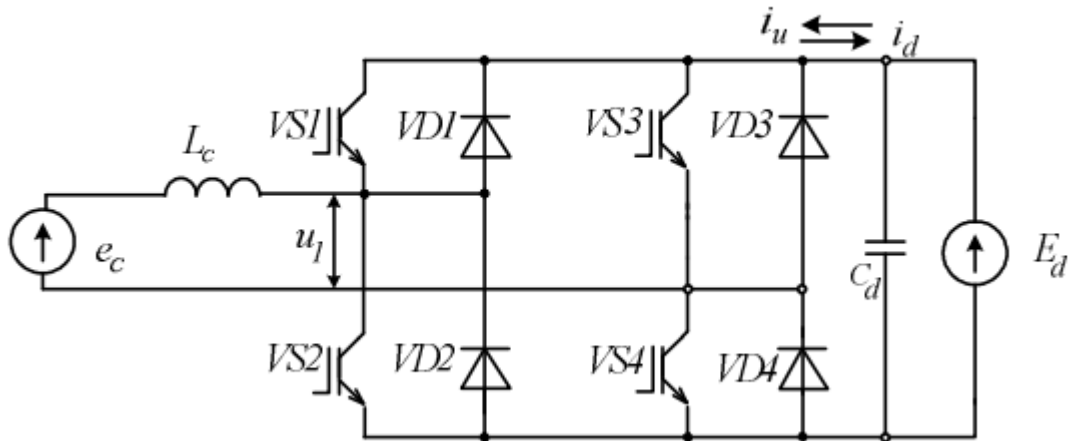 i_u i_d
VS1 VD1 VS3 VD3
L_c
e_c u_1 C_d E_d
VS2 VD2 VS4 VD4